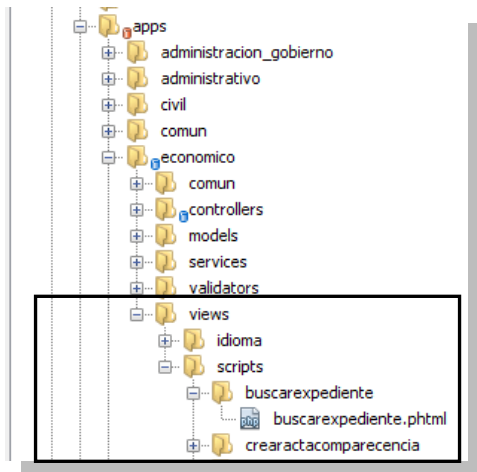 apps
administracion_gobierno
administrativo
civil
comun
economico
comun
controllers
models
services
validators
views
idioma
scripts
buscarexpediente
buscarexpediente.phtml
crearactacomparecencia